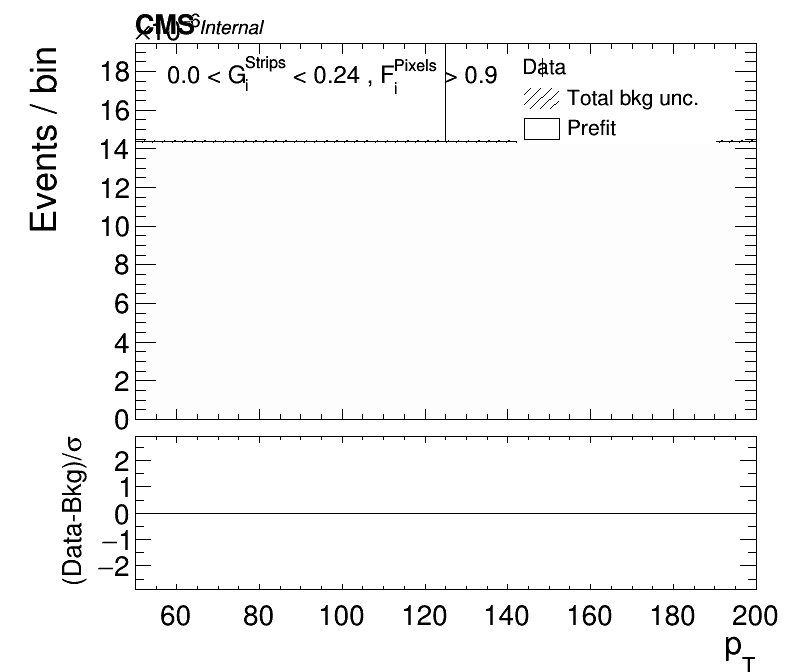 CMS Internal
×10⁻⁶
Events / bin
0.0 < G_i^Strips < 0.24 , F_i^Pixels > 0.9
Data
Total bkg unc.
Prefit
18
16
14
12
10
8
6
4
2
0
(Data-Bkg)/σ
2
1
0
−1
−2
60 80 100 120 140 160 180 200
p_T